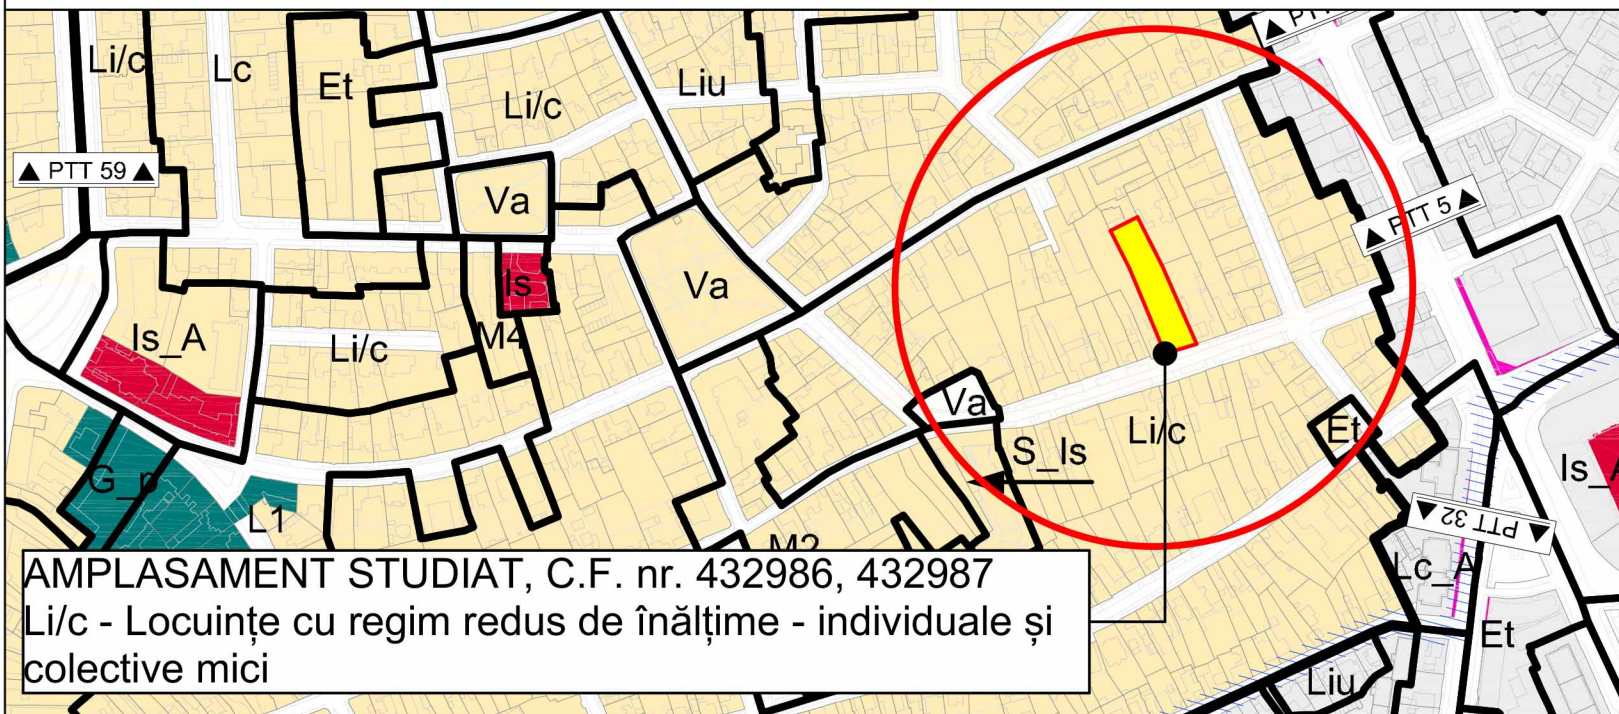 PTT
Li/c
Lc
Et
Liu
Li/c
▲ PTT 59 ▲
Va
▲ PTT 5 ▲
Va
Is
Is_A
Li/c
M4
Va
Li/c
Et
S_Is
Is_A
G_p
L1
▲ PTT 32 ▲
M2
Lc_A
AMPLASAMENT STUDIAT, C.F. nr. 432986, 432987
Li/c - Locuințe cu regim redus de înălțime - individuale și
colective mici
Et
Liu